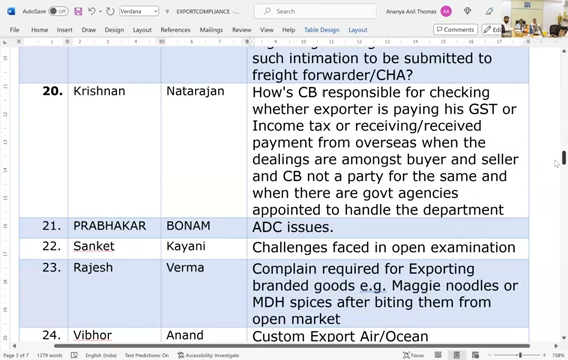 AutoSave Off
EXPORTCOMPLIANCE
Search
Ananya Anil Thomas AA
File Home Insert Draw Design Layout References Mailings Review View Help Table Design Layout
Comments
such intimation to be submitted to
freight forwarder/CHA?
20. Krishnan Natarajan How's CB responsible for checking
whether exporter is paying his GST or
Income tax or receiving/received
payment from overseas when the
dealings are amongst buyer and seller
and CB not a party for the same and
when there are govt agencies
appointed to handle the department
21. PRABHAKAR BONAM ADC issues.
22. Sanket Kayani Challenges faced in open examination
23. Rajesh Verma Complain required for Exporting
branded goods e.g. Maggie noodles or
MDH spices after biting them from
open market
24. Vibhor Anand Custom Export Air/Ocean
Page 3 of 7 1379 words English (India) Text Predictions: On Accessibility: Investigate Focus 158%